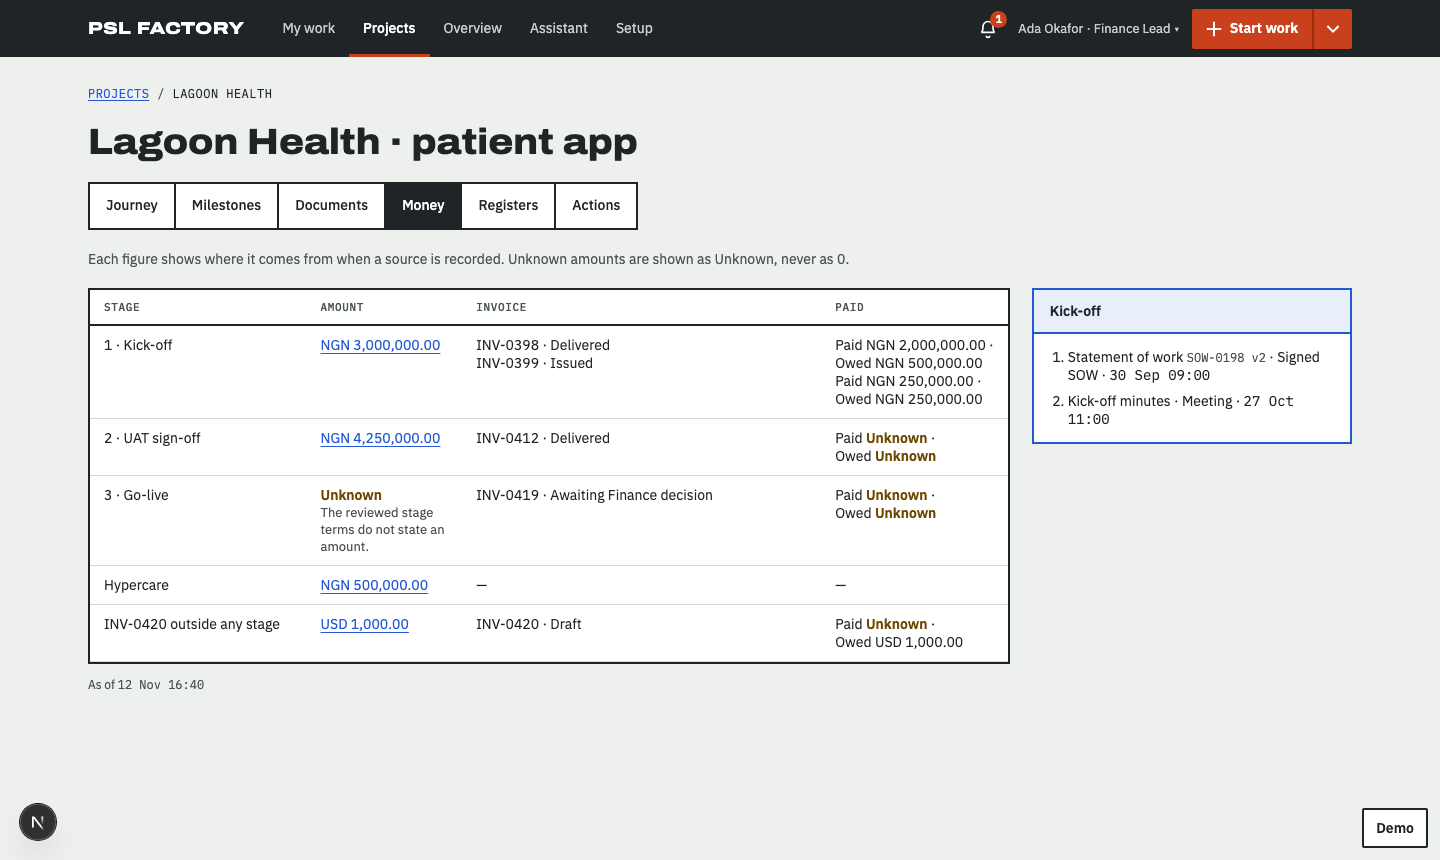 PSL FACTORY
My work
Projects
Overview
Assistant
Setup
1
Ada Okafor · Finance Lead ▾
Start work
PROJECTS / LAGOON HEALTH
Lagoon Health · patient app
Journey
Milestones
Documents
Money
Registers
Actions
Each figure shows where it comes from when a source is recorded. Unknown amounts are shown as Unknown, never as 0.
STAGE AMOUNT INVOICE PAID
1 · Kick-off NGN 3,000,000.00 INV-0398 · Delivered Paid NGN 2,000,000.00 ·
INV-0399 · Issued Owed NGN 500,000.00
Paid NGN 250,000.00 ·
Owed NGN 250,000.00
2 · UAT sign-off NGN 4,250,000.00 INV-0412 · Delivered Paid Unknown ·
Owed Unknown
3 · Go-live Unknown INV-0419 · Awaiting Finance decision Paid Unknown ·
The reviewed stage Owed Unknown
terms do not state an
amount.
Hypercare NGN 500,000.00 — —
INV-0420 outside any stage USD 1,000.00 INV-0420 · Draft Paid Unknown ·
Owed USD 1,000.00
As of 12 Nov 16:40
Kick-off
1. Statement of work SOW-0198 v2 · Signed
SOW · 30 Sep 09:00
2. Kick-off minutes · Meeting · 27 Oct
11:00
N
Demo